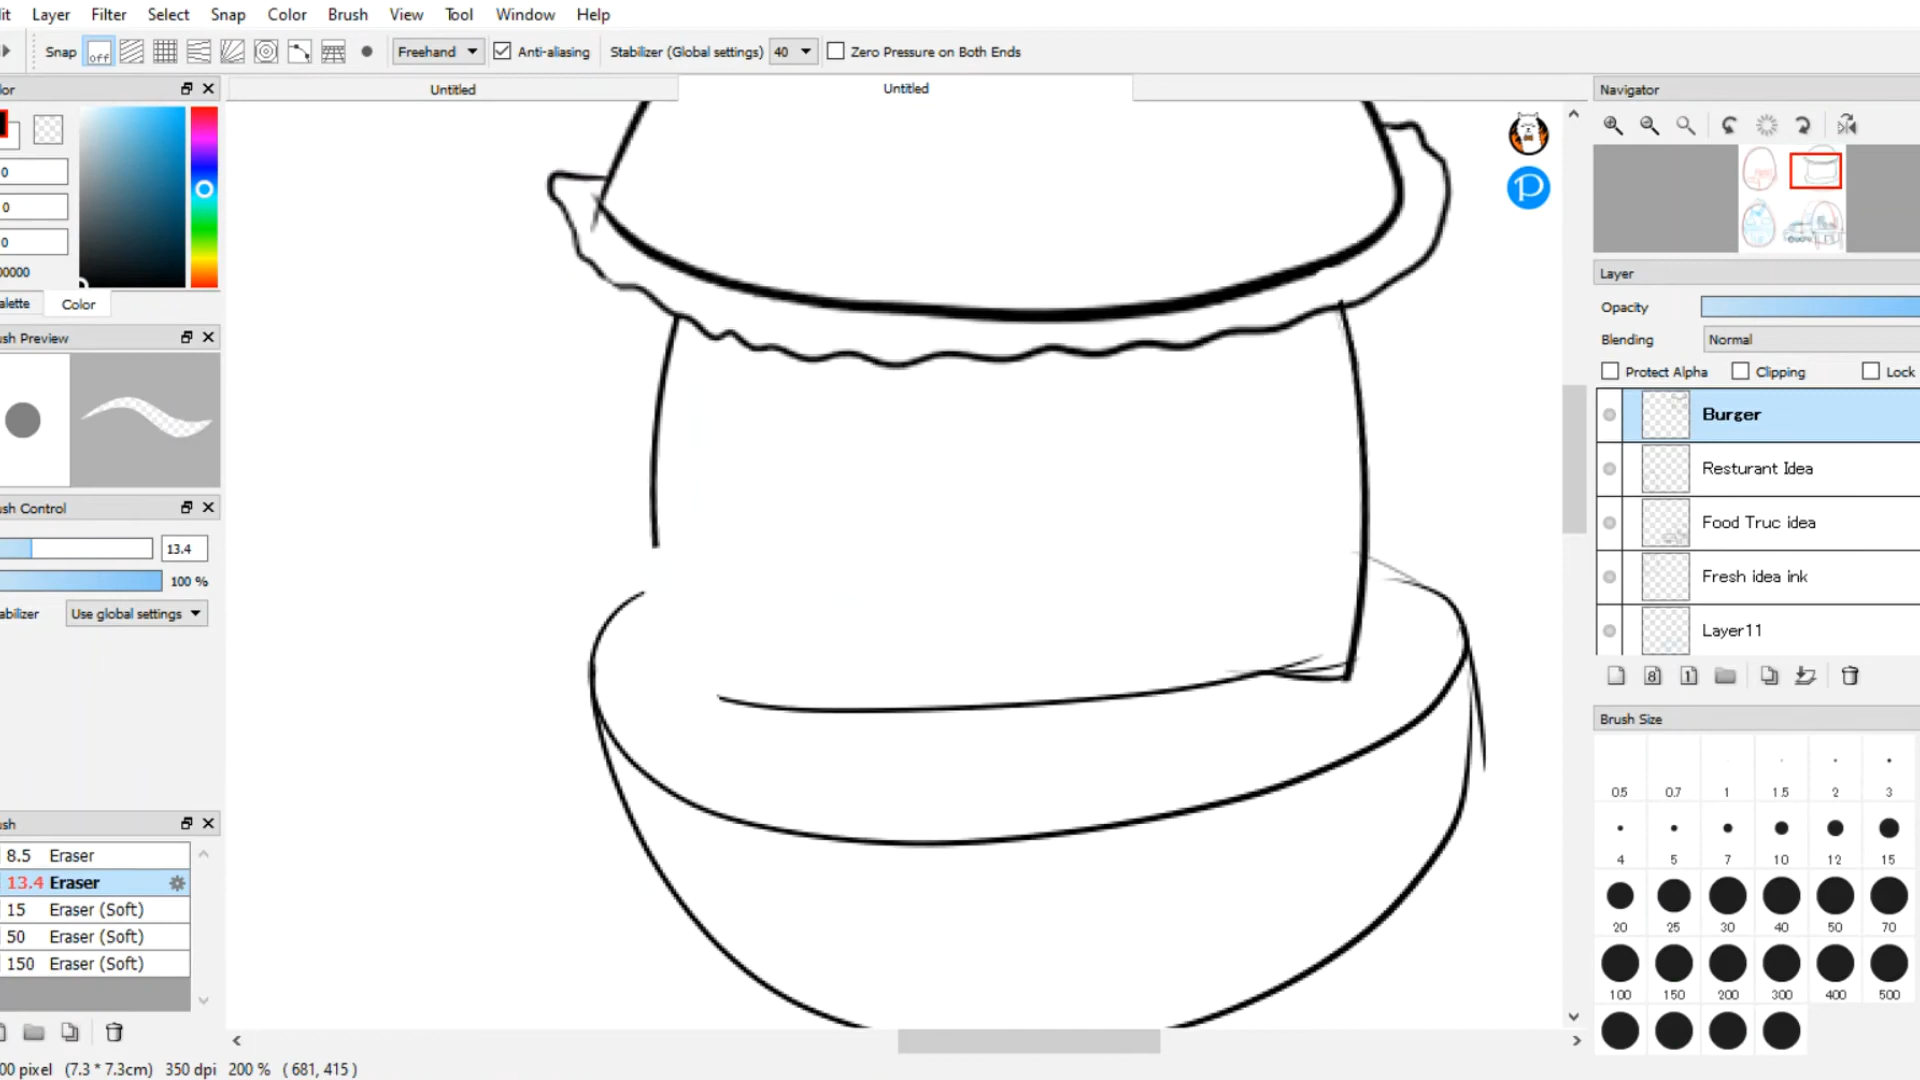 it Layer Filter Select Snap Color Brush View Tool Window Help
Snap off Freehand Anti-aliasing Stabilizer (Global settings) 40 Zero Pressure on Both Ends
lor
Untitled
Untitled
Navigator
0
0
0
00000
alette
Color
Layer
Opacity
Blending
Normal
Protect Alpha
Clipping
Lock
Burger
Resturant Idea
Food Truc idea
Fresh idea ink
Layer11
8
1
ush Preview
ush Control
13.4
100 %
abilizer
Use global settings
Brush Size
0.5 0.7 1 1.5 2 3
4 5 7 10 12 15
20 25 30 40 50 70
100 150 200 300 400 500
ush
8.5 Eraser
13.4 Eraser
15 Eraser (Soft)
50 Eraser (Soft)
150 Eraser (Soft)
00 pixel (7.3 * 7.3cm) 350 dpi 200 % ( 681, 415 )